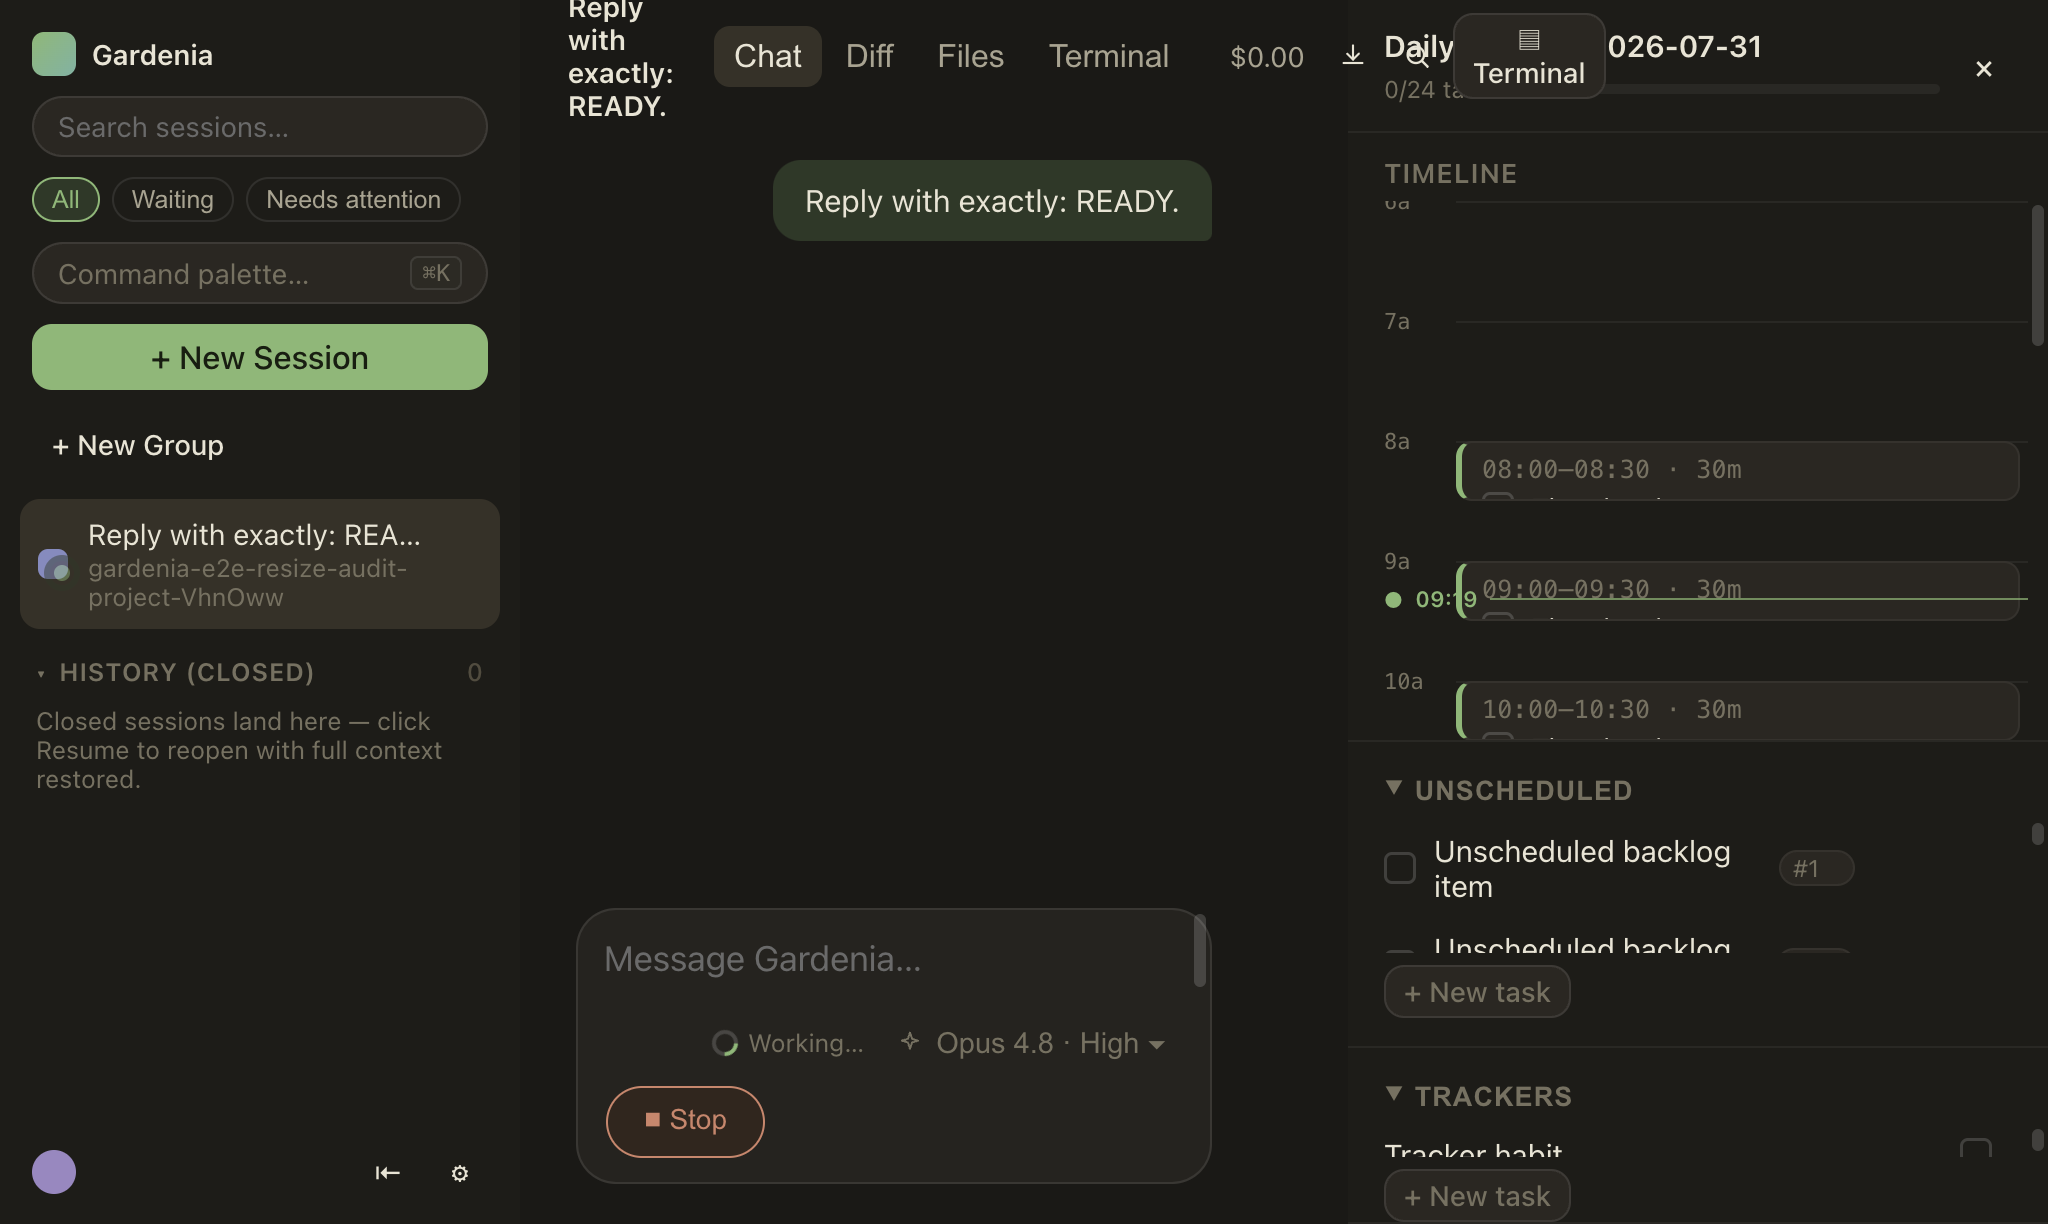 Gardenia
Search sessions...
All
Waiting
Needs attention
Command palette...
⌘K
+ New Session
+ New Group
Reply with exactly: REA...
gardenia-e2e-resize-audit-
project-VhnOww
HISTORY (CLOSED)
0
Closed sessions land here — click
Resume to reopen with full context
restored.
Reply
with
exactly:
READY.
Chat
Diff
Files
Terminal
$0.00
Reply with exactly: READY.
Message Gardenia...
Working...
Opus 4.8 · High
Stop
Daily
Terminal
026-07-31
0/24
TIMELINE
6a
7a
8a
08:00–08:30 · 30m
9a
09:00–09:30 · 30m
10a
10:00–10:30 · 30m
UNSCHEDULED
Unscheduled backlog
item
#1
Unscheduled backlog
+ New task
TRACKERS
Tracker habit
+ New task